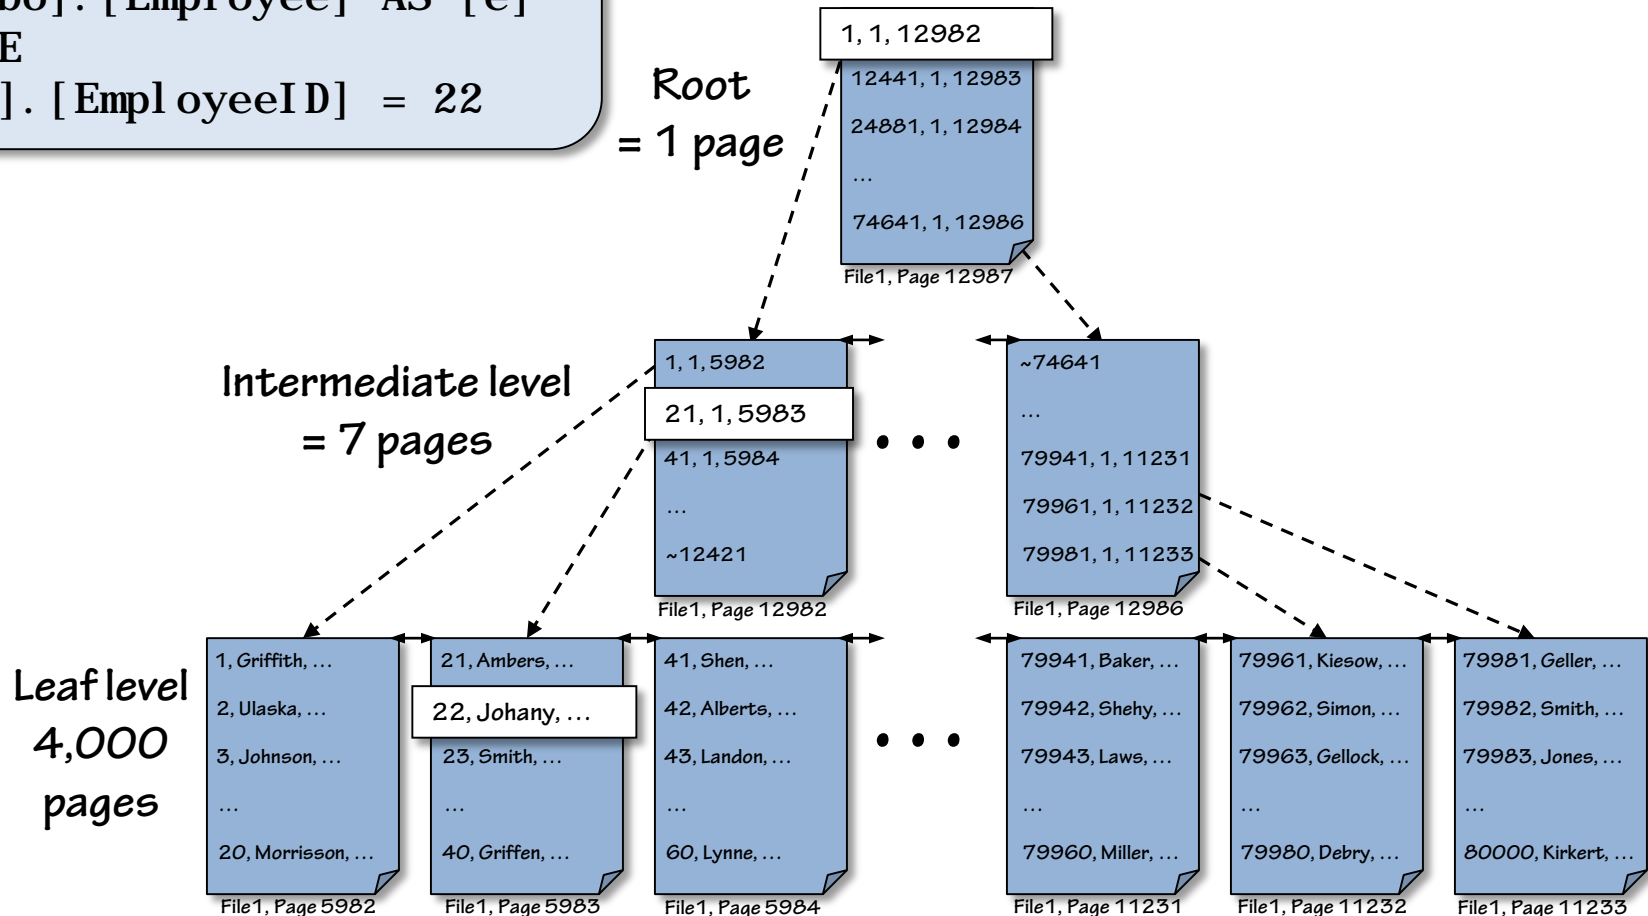 bo].[Employee] AS [e]
E
].[EmployeeID] = 22
Root
= 1 page
1, 1, 12982
12441, 1, 12983
24881, 1, 12984
...
74641, 1, 12986
File1, Page 12987
Intermediate level
= 7 pages
1, 1, 5982
21, 1, 5983
41, 1, 5984
...
~12421
File1, Page 12982
• • •
~74641
...
79941, 1, 11231
79961, 1, 11232
79981, 1, 11233
File1, Page 12986
Leaf level
4,000
pages
1, Griffith, ...
2, Ulaska, ...
3, Johnson, ...
...
20, Morrisson, ...
File1, Page 5982
21, Ambers, ...
22, Johany, ...
23, Smith, ...
...
40, Griffen, ...
File1, Page 5983
41, Shen, ...
42, Alberts, ...
43, Landon, ...
...
60, Lynne, ...
File1, Page 5984
• • •
79941, Baker, ...
79942, Shehy, ...
79943, Laws, ...
...
79960, Miller, ...
File1, Page 11231
79961, Kiesow, ...
79962, Simon, ...
79963, Gellock, ...
...
79980, Debry, ...
File1, Page 11232
79981, Geller, ...
79982, Smith, ...
79983, Jones, ...
...
80000, Kirkert, ...
File1, Page 11233